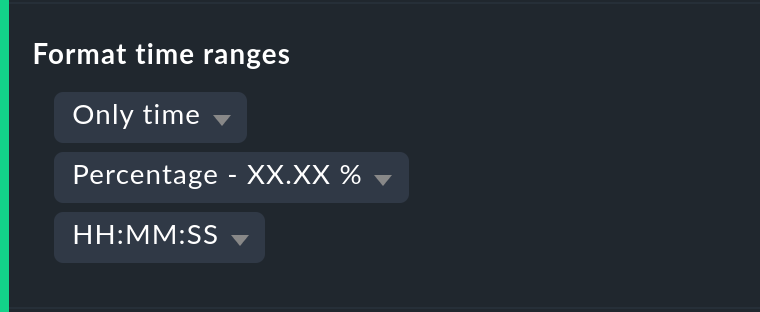 Format time ranges
Only time
Percentage - XX.XX %
HH:MM:SS